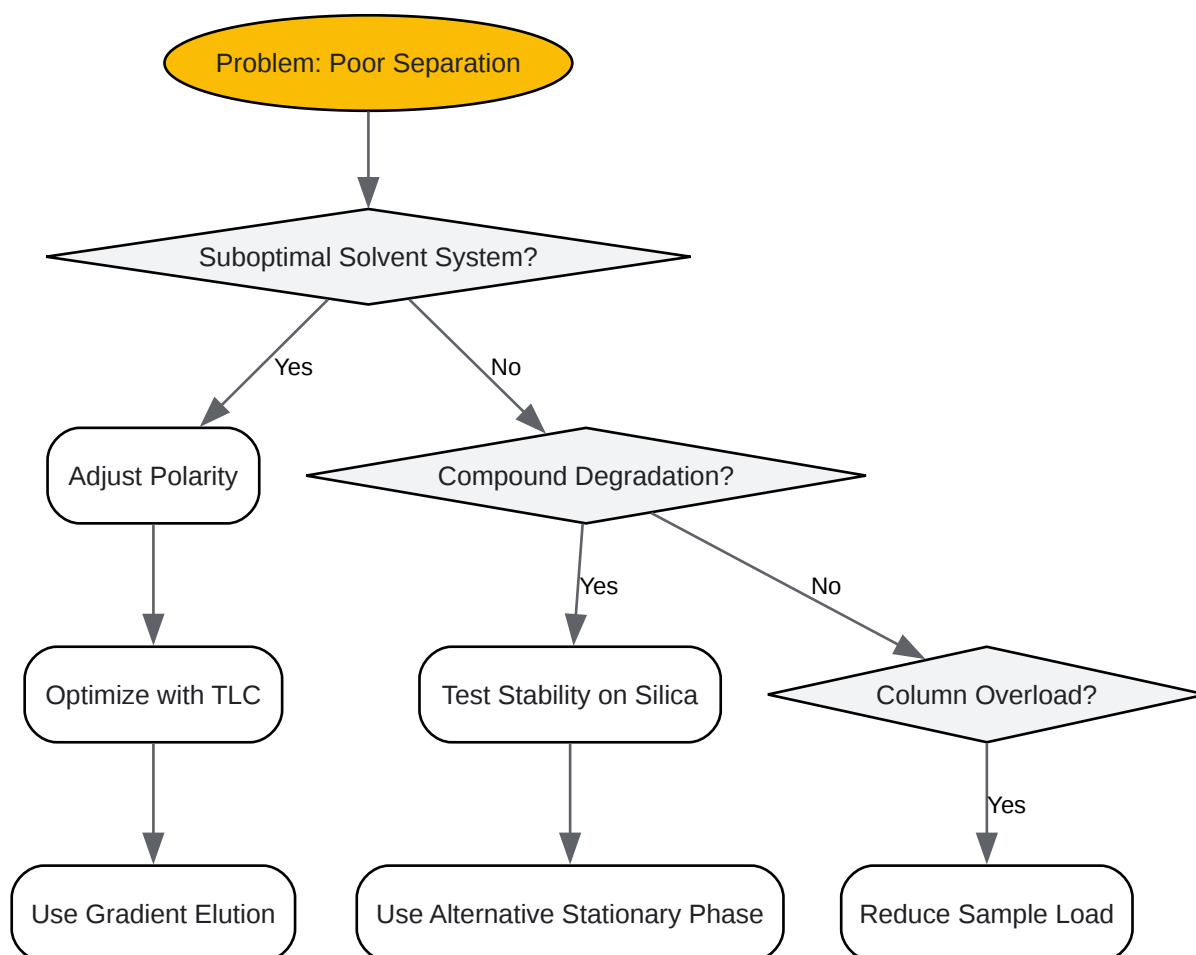 Problem: Poor Separation
Suboptimal Solvent System?
Yes
No
Adjust Polarity
Compound Degradation?
Yes
No
Optimize with TLC
Test Stability on Silica
Column Overload?
Yes
Use Gradient Elution
Use Alternative Stationary Phase
Reduce Sample Load